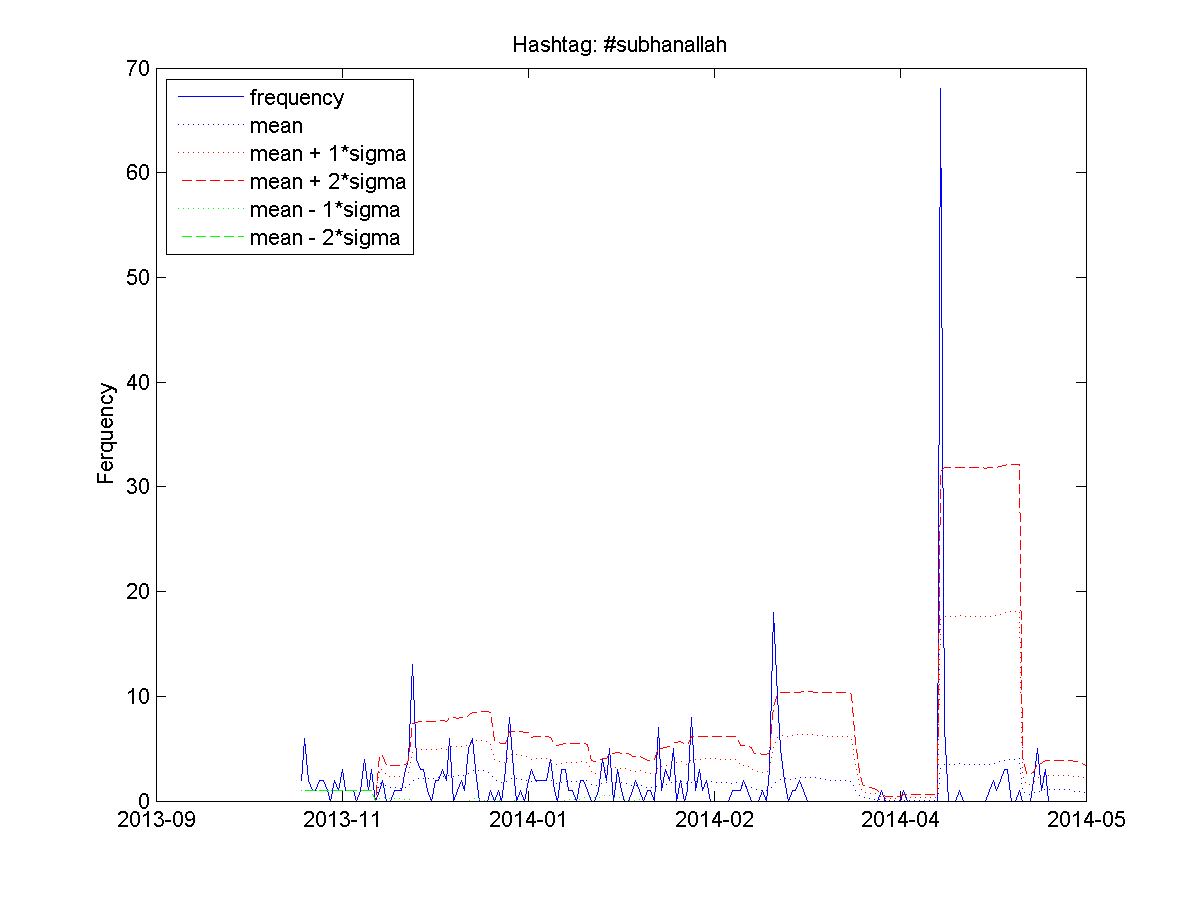 Hashtag: #subhanallah
70
60
50
40
30
20
10
0
Ferquency
frequency
mean
mean + 1*sigma
mean + 2*sigma
mean - 1*sigma
mean - 2*sigma
2013-09 2013-11 2014-01 2014-02 2014-04 2014-05